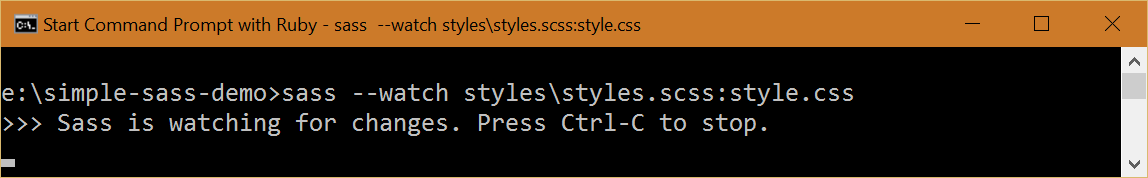 Start Command Prompt with Ruby - sass  --watch styles\styles.scss:style.css
e:\simple-sass-demo>sass --watch styles\styles.scss:style.css
>>> Sass is watching for changes. Press Ctrl-C to stop.